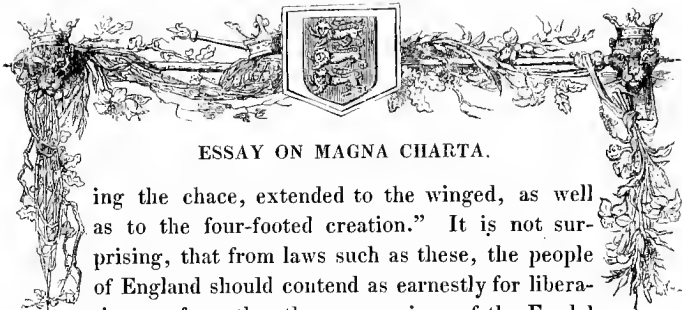 ESSAY ON MAGNA CHARTA.
ing the chace, extended to the winged, as well
as to the four-footed creation.” It is not sur-
prising, that from laws such as these, the people
of England should contend as earnestly for libera-